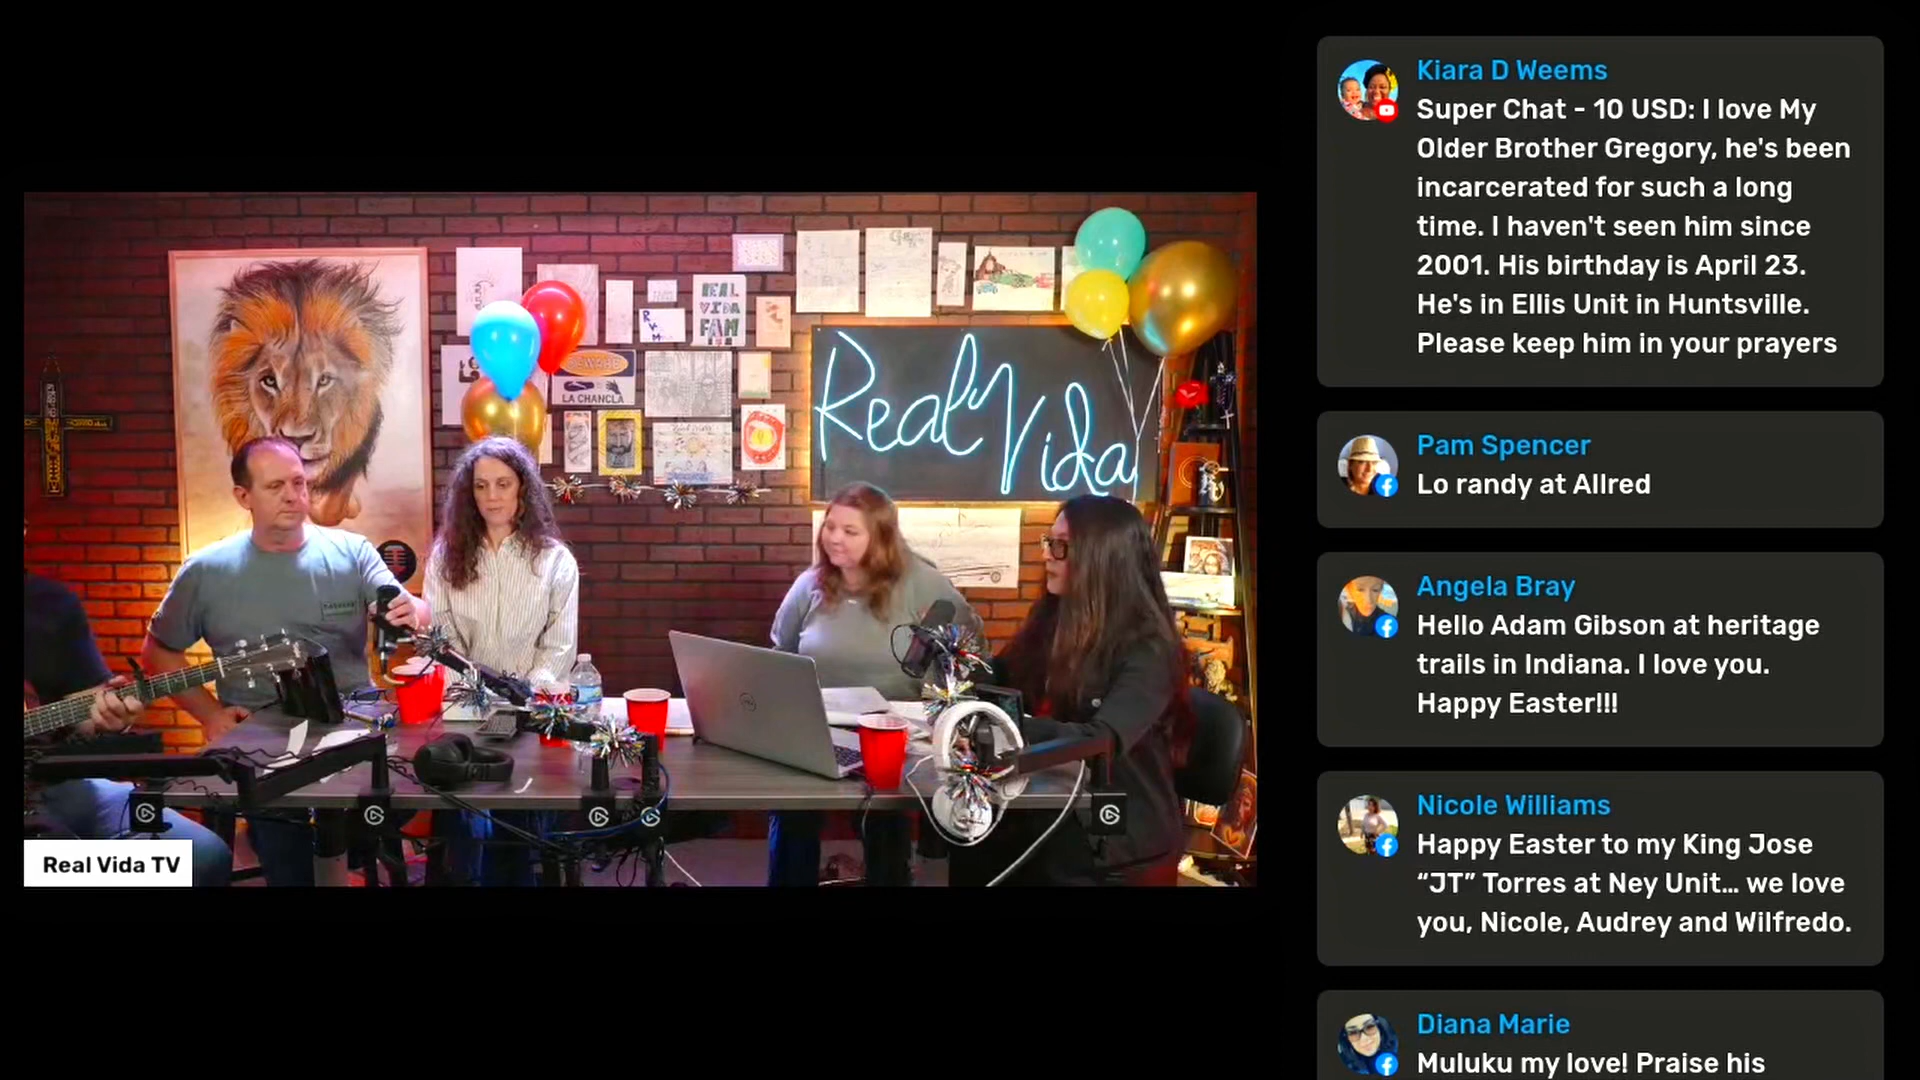 Kiara D Weems
Super Chat - 10 USD: I love My
Older Brother Gregory, he's been
incarcerated for such a long
time. I haven't seen him since
2001. His birthday is April 23.
He's in Ellis Unit in Huntsville.
Please keep him in your prayers
Pam Spencer
Lo randy at Allred
Angela Bray
Hello Adam Gibson at heritage
trails in Indiana. I love you.
Happy Easter!!!
Nicole Williams
Happy Easter to my King Jose
“JT” Torres at Ney Unit... we love
you, Nicole, Audrey and Wilfredo.
Diana Marie
Muluku my love! Praise his
REAL
VIDA
FAM
BEWARE
LA CHANCLA
Real Vida
Real Vida TV